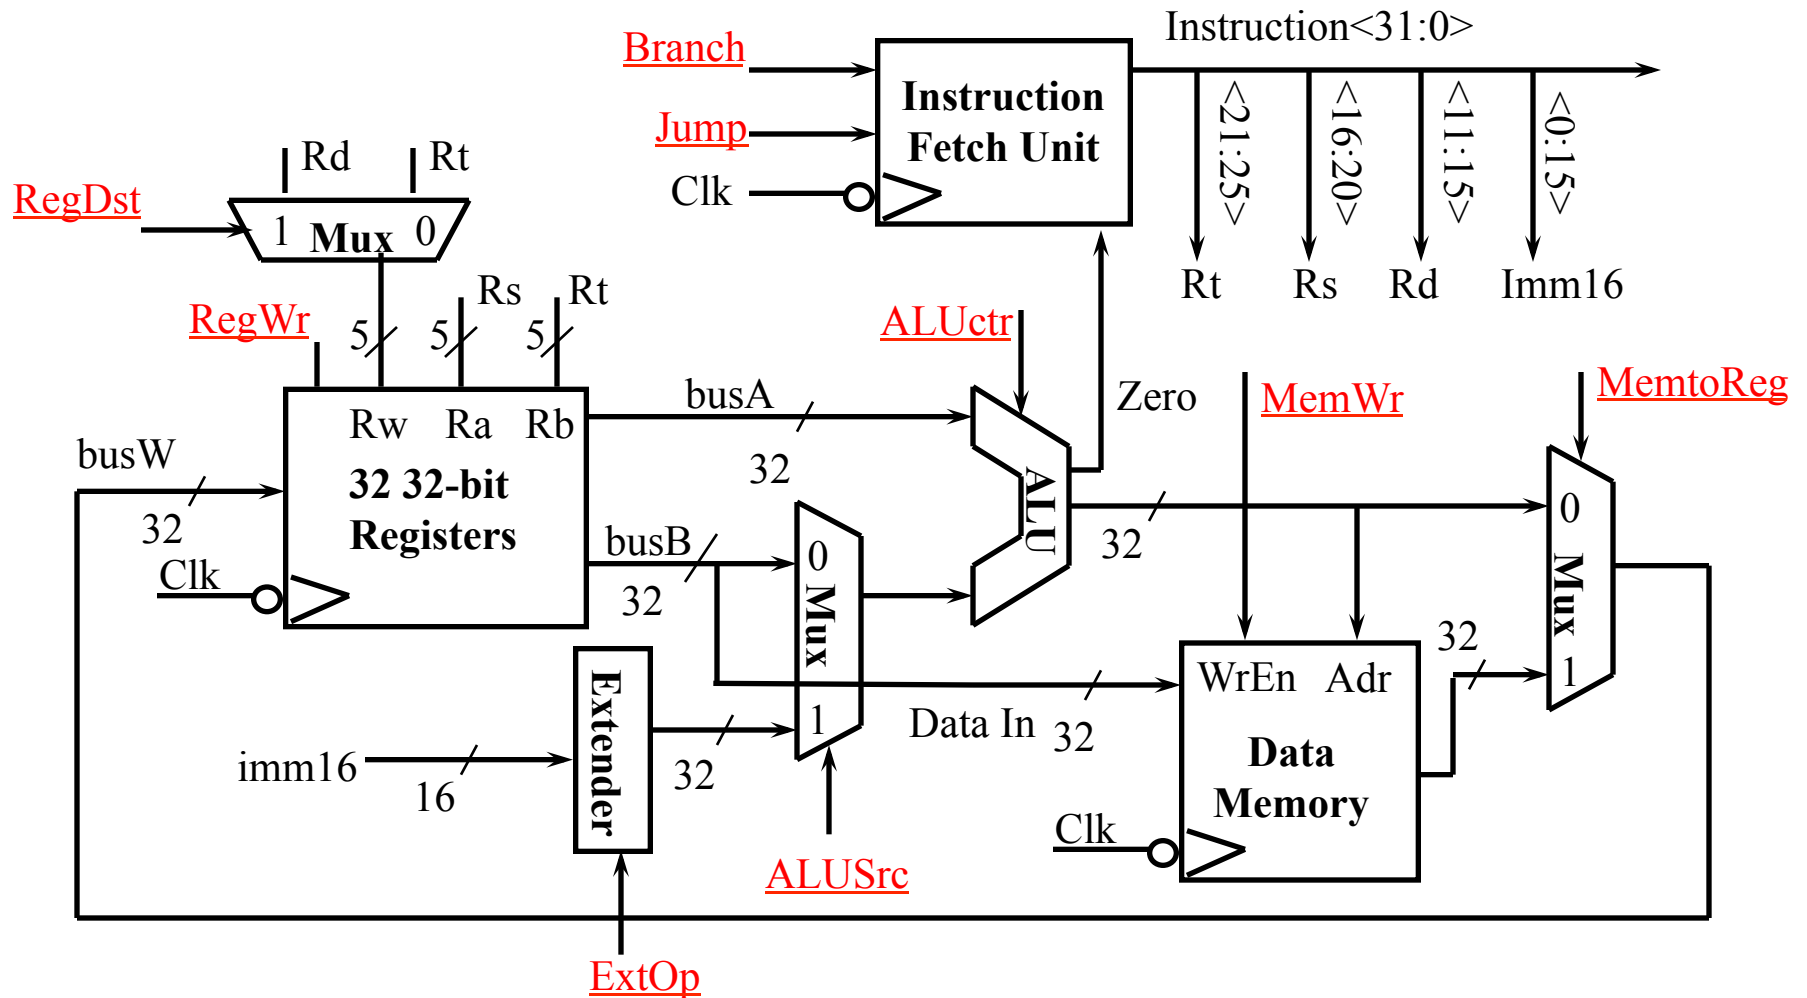 Instruction<31:0>
Branch
Instruction
Fetch Unit
Jump
Clk
<21:25>
<16:20>
<11:15>
<0:15>
Rt
Rs
Rd
Imm16
Rd
Rt
RegDst
1
Mux
0
RegWr
5
5
Rs
5
Rt
ALUctr
Zero
MemWr
MemtoReg
busW
32
Rw
Ra
Rb
32 32-bit
Registers
Clk
busA
32
busB
32
0
Mux
1
ALU
32
0
Mux
1
Extender
imm16
16
32
ALUSrc
ExtOp
Data In
32
WrEn
Adr
Data
Memory
Clk
32